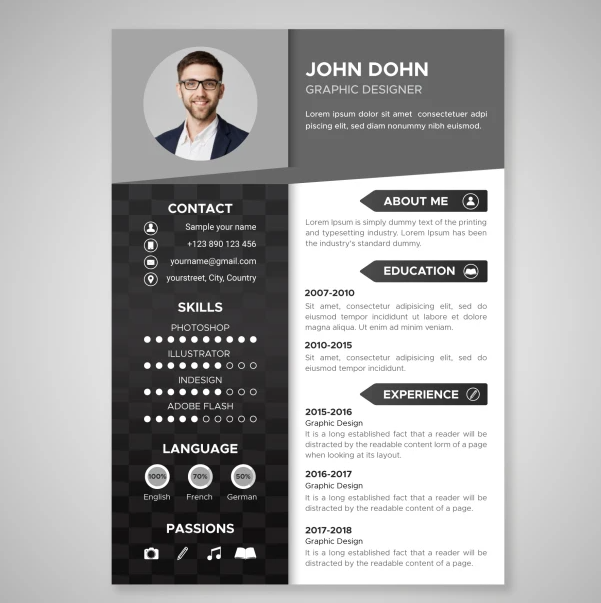 JOHN DOHN
GRAPHIC DESIGNER
Lorem ipsum dolor sit amet consectetuer adpi
piscing elit, sed diam nonummy nibh euismod.
CONTACT
Sample your name
+123 890 123 456
yourname@gmail.com
yourstreet, City, Country
SKILLS
PHOTOSHOP
ILLUSTRATOR
INDESIGN
ADOBE FLASH
LANGUAGE
100% 70% 50%
English French German
PASSIONS
ABOUT ME
Lorem Ipsum is simply dummy text of the printing
and typesetting industry. Lorem Ipsum has been
the industry's standard dummy.
EDUCATION
2007-2010
Sit amet, consectetur adipisicing elit, sed do
eiusmod tempor incididunt ut labore et dolore
magna aliqua. Ut enim ad minim veniam.
2010-2015
Sit amet, consectetur adipisicing elit, sed do
eiusmod tempor incididunt.
EXPERIENCE
2015-2016
Graphic Design
It is a long established fact that a reader will be
distracted by the readable content lorm of a page
when looking at its layout.
2016-2017
Graphic Design
It is a long established fact that a reader will be
distracted by the readable content of a page.
2017-2018
Graphic Design
It is a long established fact that a reader will be
distracted by the readable content of a page.